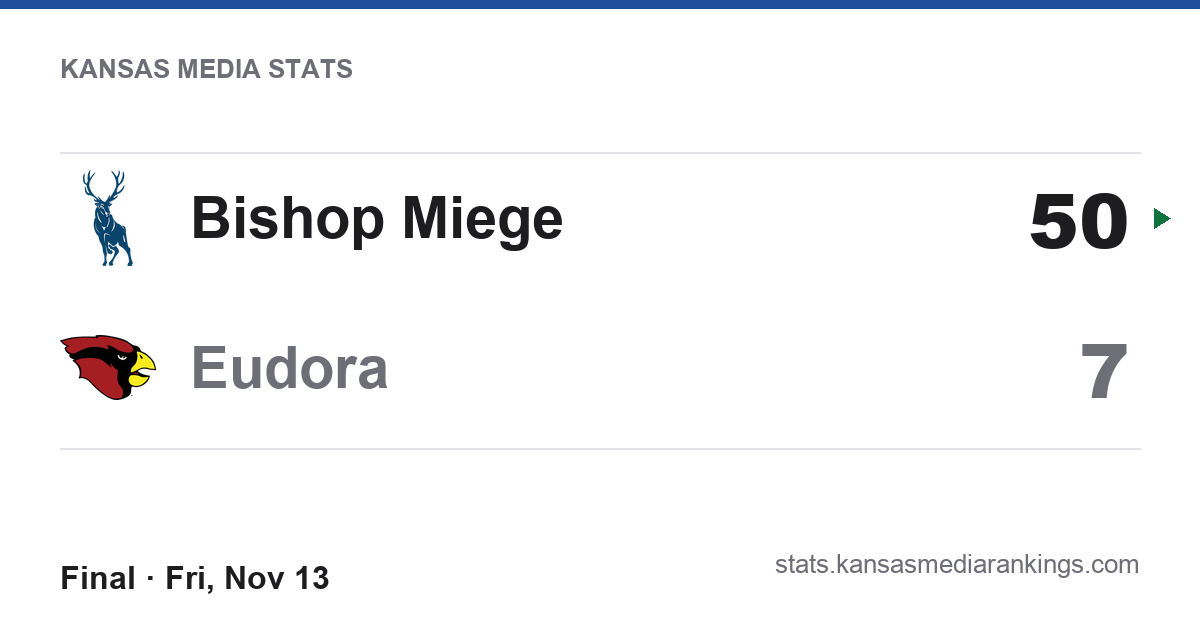 KANSAS MEDIA STATS
Bishop Miege 50
Eudora 7
Final · Fri, Nov 13
stats.kansasmediarankings.com